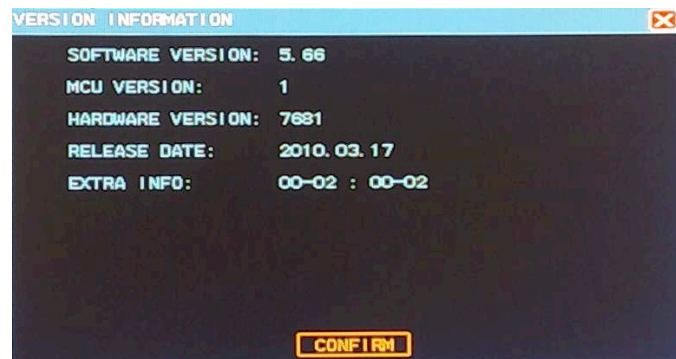 VERSION INFORMATION
SOFTWARE VERSION: 5.66
MCU VERSION: 1
HARDWARE VERSION: 7681
RELEASE DATE: 2010.03.17
EXTRA INFO: 00-02 : 00-02
CONFIRM